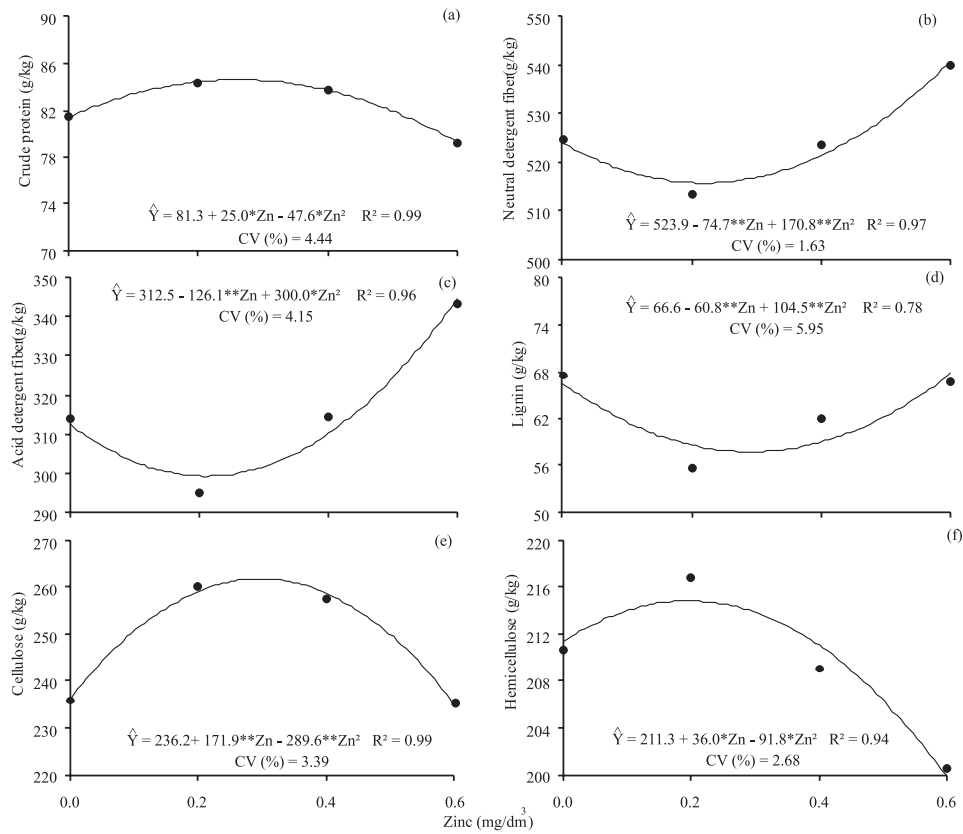 (a)
90
86
82
78
74
70
Crude protein (g/kg)
Ŷ = 81.3 + 25.0*Zn - 47.6*Zn² R² = 0.99
CV (%) = 4.44
(b)
550
540
530
520
510
500
Neutral detergent fiber(g/kg)
Ŷ = 523.9 - 74.7**Zn + 170.8**Zn² R² = 0.97
CV (%) = 1.63
(c)
350
340
330
320
310
300
290
Acid detergent fiber(g/kg)
Ŷ = 312.5 - 126.1**Zn + 300.0*Zn² R² = 0.96
CV (%) = 4.15
(d)
80
74
68
62
56
50
Lignin (g/kg)
Ŷ = 66.6 - 60.8**Zn + 104.5**Zn² R² = 0.78
CV (%) = 5.95
(e)
270
260
250
240
230
220
Cellulose (g/kg)
Ŷ = 236.2+ 171.9**Zn - 289.6**Zn² R² = 0.99
CV (%) = 3.39
0.0 0.2 0.4 0.6
(f)
220
216
212
208
204
200
Hemicellulose (g/kg)
Ŷ = 211.3 + 36.0*Zn - 91.8*Zn² R² = 0.94
CV (%) = 2.68
0.0 0.2 0.4 0.6
Zinc (mg/dm³)